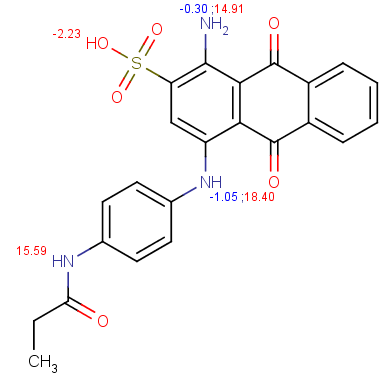 -0.30 ;14.91
-2.23
HO
O
NH2
O
S
O
O
NH
-1.05 ;18.40
15.59
HN
O
CH3